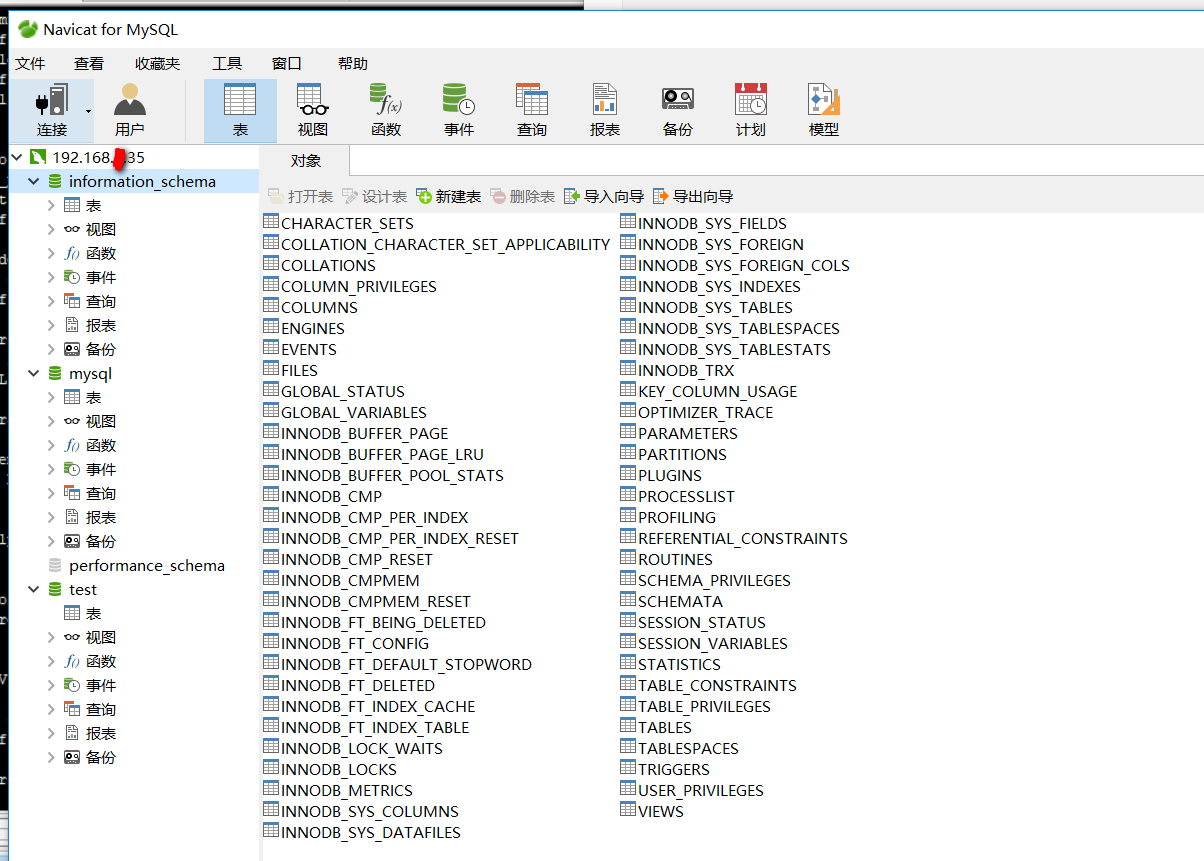 Navicat for MySQL
文件 查看 收藏夹 工具 窗口 帮助
连接 用户 表 视图 函数 事件 查询 报表 备份 计划 模型
192.168. 35
information_schema
表
视图
函数
事件
查询
报表
备份
mysql
表
视图
函数
事件
查询
报表
备份
performance_schema
test
表
视图
函数
事件
查询
报表
备份
对象
打开表 设计表 新建表 删除表 导入向导 导出向导
CHARACTER_SETS
COLLATION_CHARACTER_SET_APPLICABILITY
COLLATIONS
COLUMN_PRIVILEGES
COLUMNS
ENGINES
EVENTS
FILES
GLOBAL_STATUS
GLOBAL_VARIABLES
INNODB_BUFFER_PAGE
INNODB_BUFFER_PAGE_LRU
INNODB_BUFFER_POOL_STATS
INNODB_CMP
INNODB_CMP_PER_INDEX
INNODB_CMP_PER_INDEX_RESET
INNODB_CMP_RESET
INNODB_CMPMEM
INNODB_CMPMEM_RESET
INNODB_FT_BEING_DELETED
INNODB_FT_CONFIG
INNODB_FT_DEFAULT_STOPWORD
INNODB_FT_DELETED
INNODB_FT_INDEX_CACHE
INNODB_FT_INDEX_TABLE
INNODB_LOCK_WAITS
INNODB_LOCKS
INNODB_METRICS
INNODB_SYS_COLUMNS
INNODB_SYS_DATAFILES
INNODB_SYS_FIELDS
INNODB_SYS_FOREIGN
INNODB_SYS_FOREIGN_COLS
INNODB_SYS_INDEXES
INNODB_SYS_TABLES
INNODB_SYS_TABLESPACES
INNODB_SYS_TABLESTATS
INNODB_TRX
KEY_COLUMN_USAGE
OPTIMIZER_TRACE
PARAMETERS
PARTITIONS
PLUGINS
PROCESSLIST
PROFILING
REFERENTIAL_CONSTRAINTS
ROUTINES
SCHEMA_PRIVILEGES
SCHEMATA
SESSION_STATUS
SESSION_VARIABLES
STATISTICS
TABLE_CONSTRAINTS
TABLE_PRIVILEGES
TABLES
TABLESPACES
TRIGGERS
USER_PRIVILEGES
VIEWS